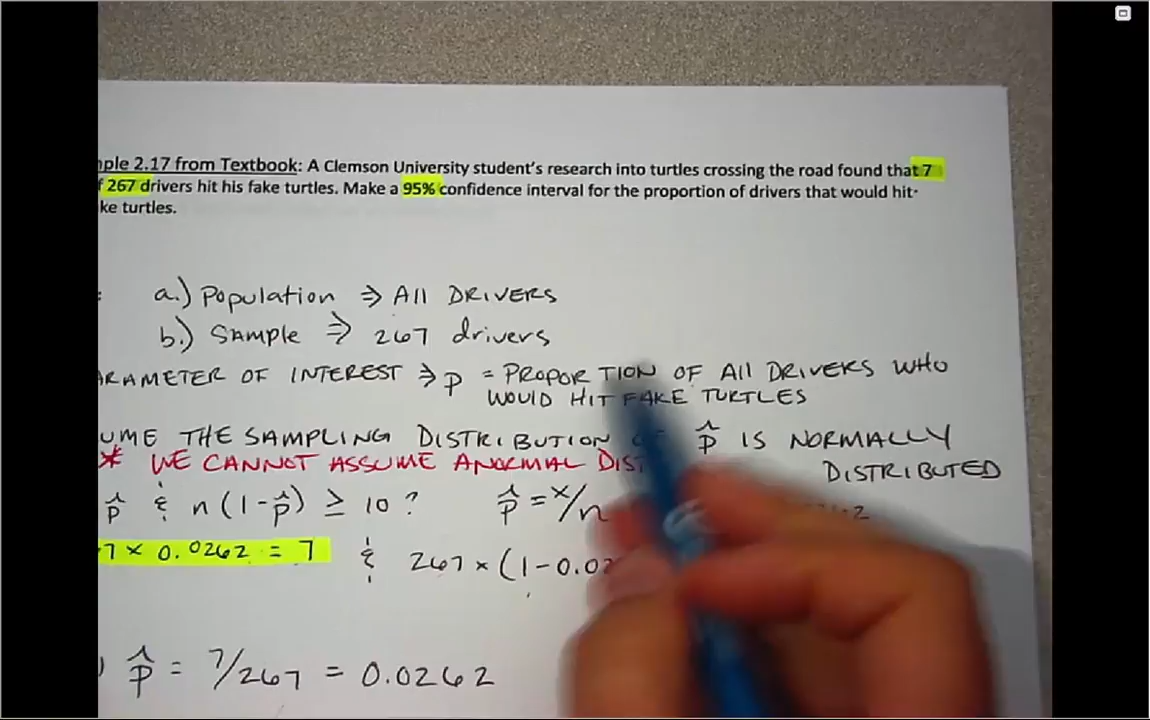 ple 2.17 from Textbook: A Clemson University student's research into turtles crossing the road found that 7
f 267 drivers hit his fake turtles. Make a 95% confidence interval for the proportion of drivers that would hit
ke turtles.
: a.) Population ⇒ All DRIVERS
b.) Sample ⇒ 267 drivers
ARAMETER OF INTEREST ⇒ p = PROPORTION OF All DRIVERS WHO
WOULD HIT FAKE TURTLES
UME THE SAMPLING DISTRIBUTION OF p̂ IS NORMALLY
DISTRIBUTED
* WE CANNOT ASSUME A NORMAL DIST
p̂ & n(1-p̂) ≥ 10 ? p̂ = x/n
7 × 0.0262 = 7 & 267 × (1-0.02
) p̂ = 7/267 = 0.0262